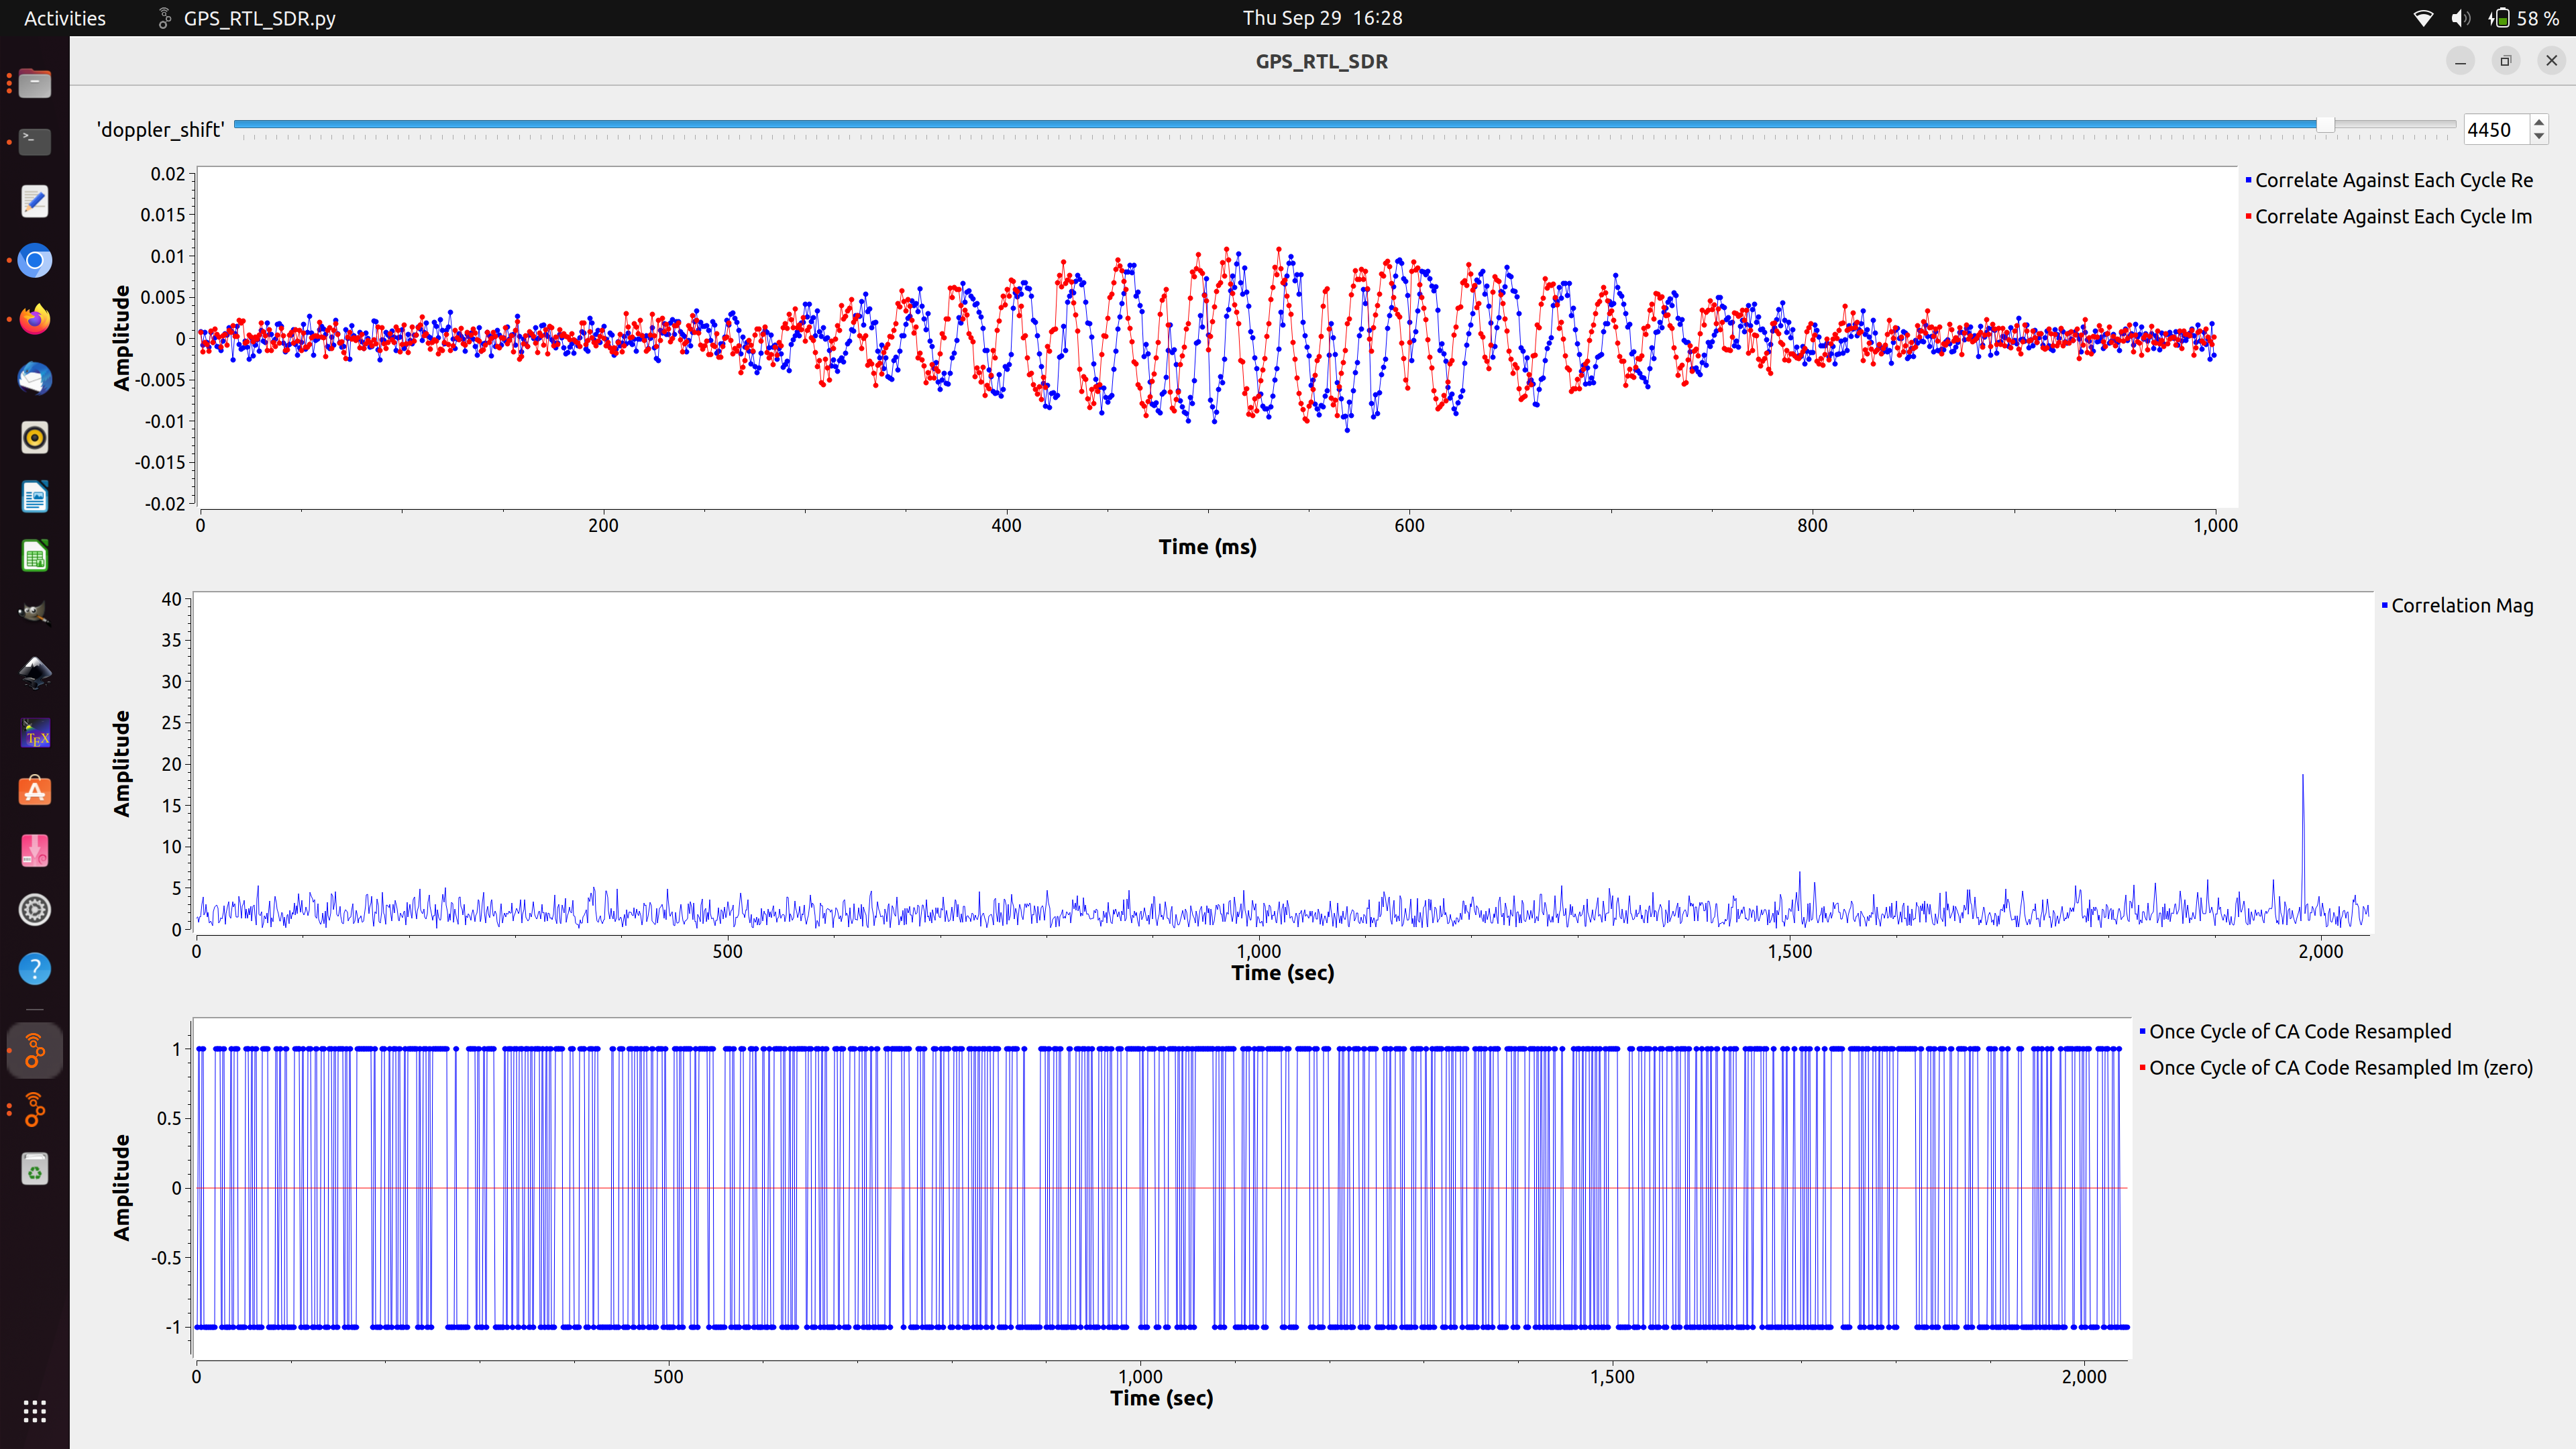 Activities GPS_RTL_SDR.py Thu Sep 29 16:28 58 %
GPS_RTL_SDR
'doppler_shift' 4450
0.02
0.015
0.01
0.005
0
-0.005
-0.01
-0.015
-0.02
Amplitude
0 200 400 600 800 1,000
Time (ms)
Correlate Against Each Cycle Re
Correlate Against Each Cycle Im
40
35
30
25
20
15
10
5
0
Amplitude
0 500 1,000 1,500 2,000
Time (sec)
Correlation Mag
1
0.5
0
-0.5
-1
Amplitude
0 500 1,000 1,500 2,000
Time (sec)
Once Cycle of CA Code Resampled
Once Cycle of CA Code Resampled Im (zero)